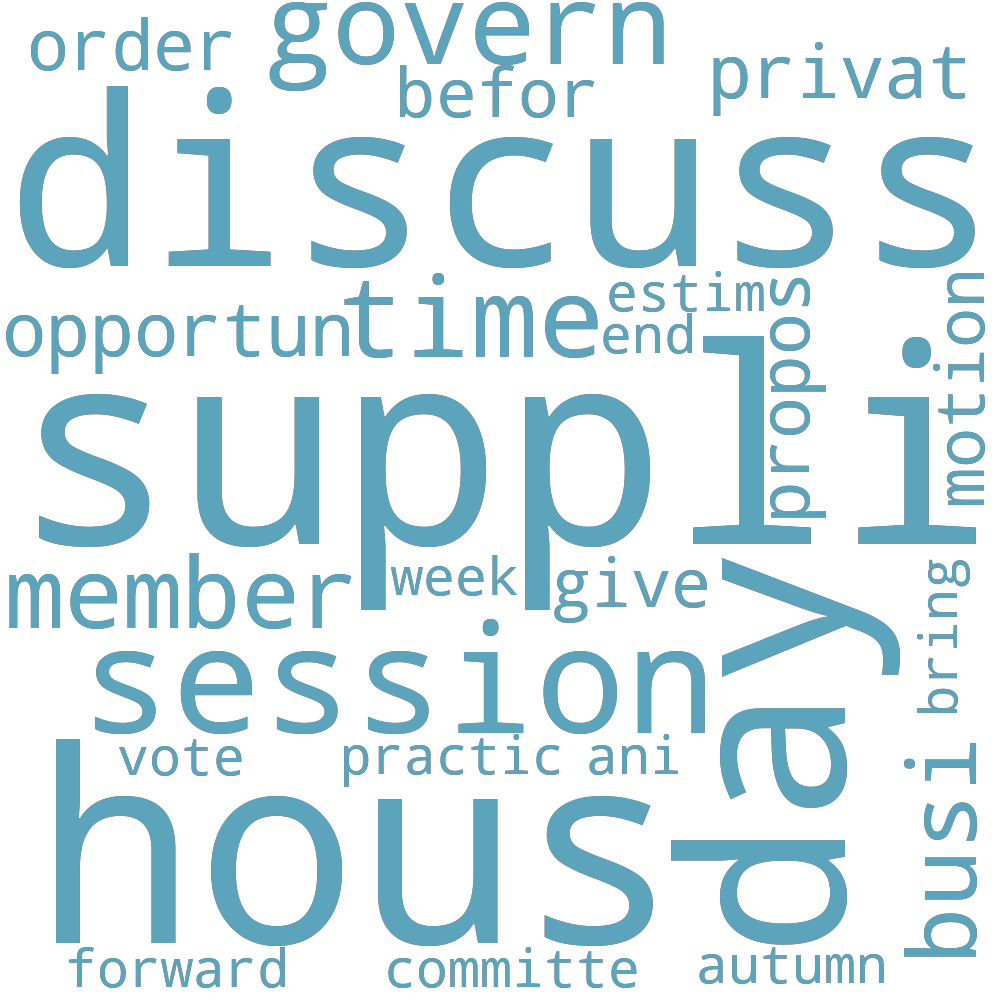 govern
order
befor
privat
discuss
time
estim
opportun
end
propos
motion
suppli
member
week
give
bring
session
day
vote
practic
ani
busi
hous
forward
committe
autumn